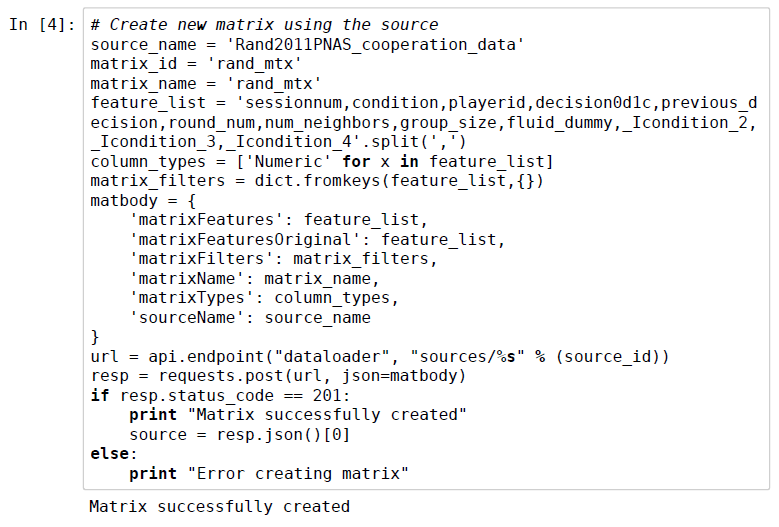 In [4]: # Create new matrix using the source
source_name = 'Rand2011PNAS_cooperation_data'
matrix_id = 'rand_mtx'
matrix_name = 'rand_mtx'
feature_list = 'sessionnum,condition,playerid,decision0d1c,previous_d
ecision,round_num,num_neighbors,group_size,fluid_dummy,_Icondition_2,
_Icondition_3,_Icondition_4'.split(',')
column_types = ['Numeric' for x in feature_list]
matrix_filters = dict.fromkeys(feature_list,{})
matbody = {
    'matrixFeatures': feature_list,
    'matrixFeaturesOriginal': feature_list,
    'matrixFilters': matrix_filters,
    'matrixName': matrix_name,
    'matrixTypes': column_types,
    'sourceName': source_name
}
url = api.endpoint("dataloader", "sources/%s" % (source_id))
resp = requests.post(url, json=matbody)
if resp.status_code == 201:
    print "Matrix successfully created"
    source = resp.json()[0]
else:
    print "Error creating matrix"
Matrix successfully created